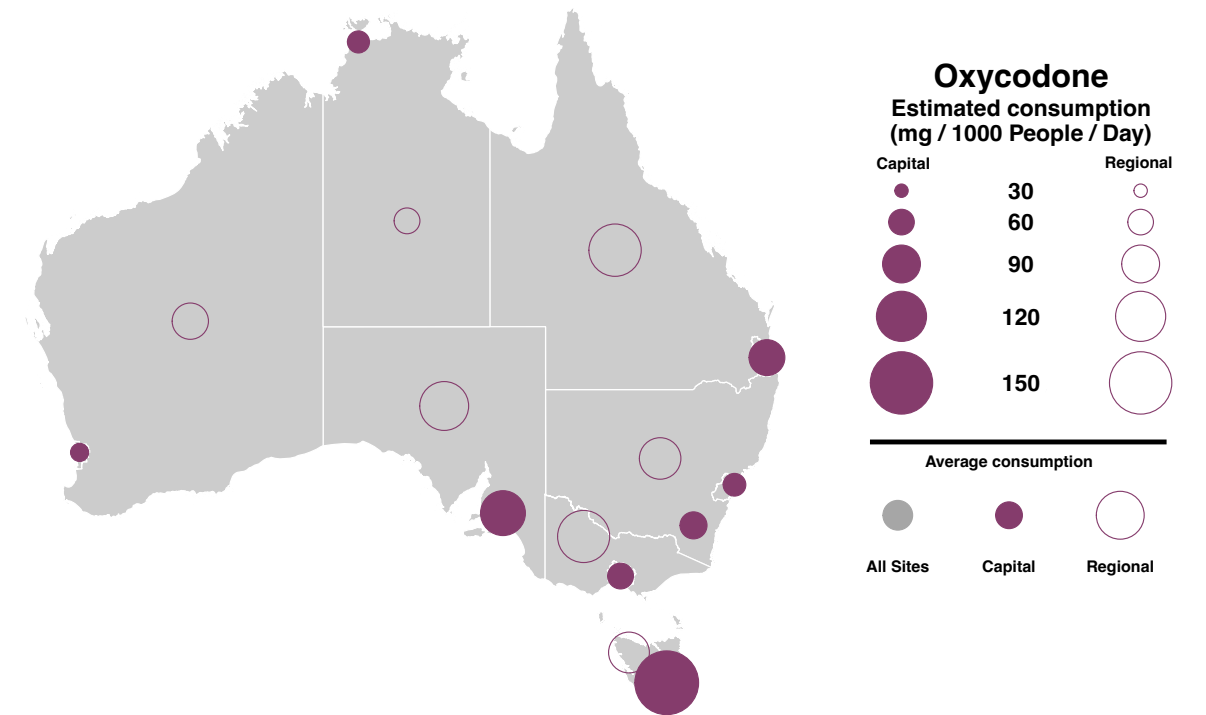 Oxycodone
Estimated consumption
(mg / 1000 People / Day)
Capital Regional
30
60
90
120
150
Average consumption
All Sites Capital Regional